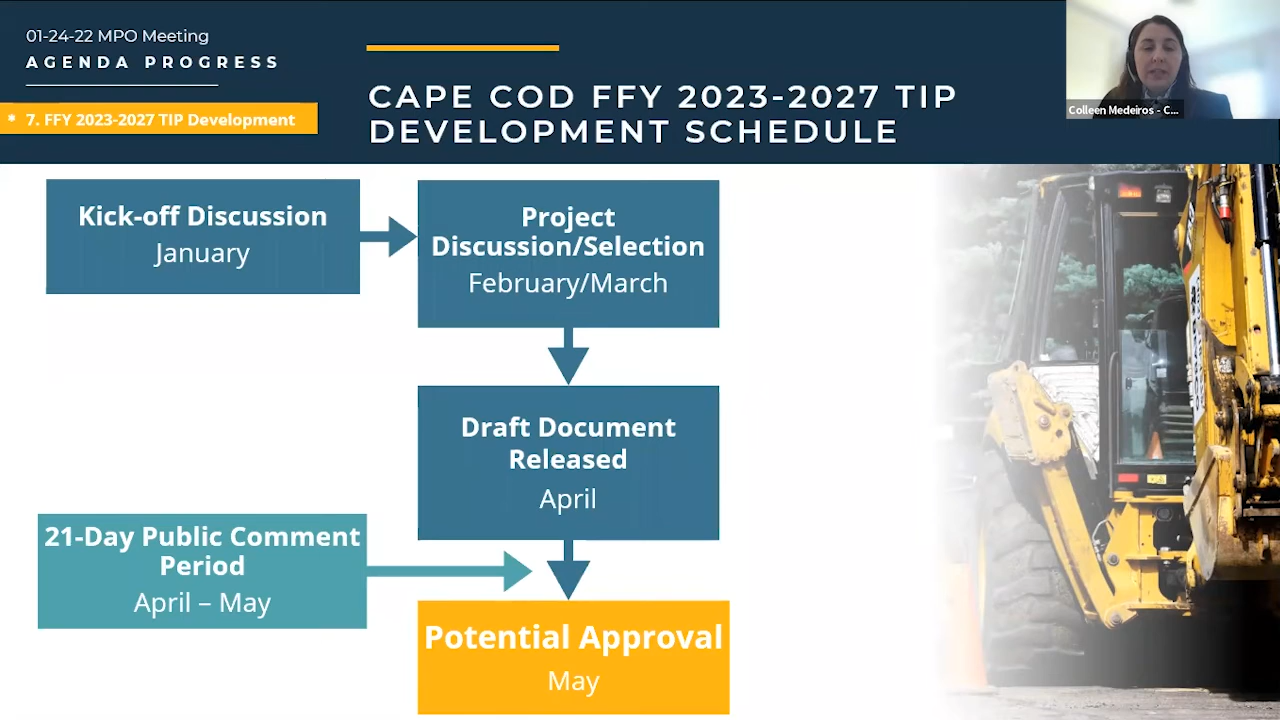 01-24-22 MPO Meeting
AGENDA PROGRESS
* 7. FFY 2023-2027 TIP Development
CAPE COD FFY 2023-2027 TIP
DEVELOPMENT SCHEDULE
Colleen Medeiros - C...
Kick-off Discussion
January
Project
Discussion/Selection
February/March
Draft Document
Released
April
21-Day Public Comment
Period
April – May
Potential Approval
May